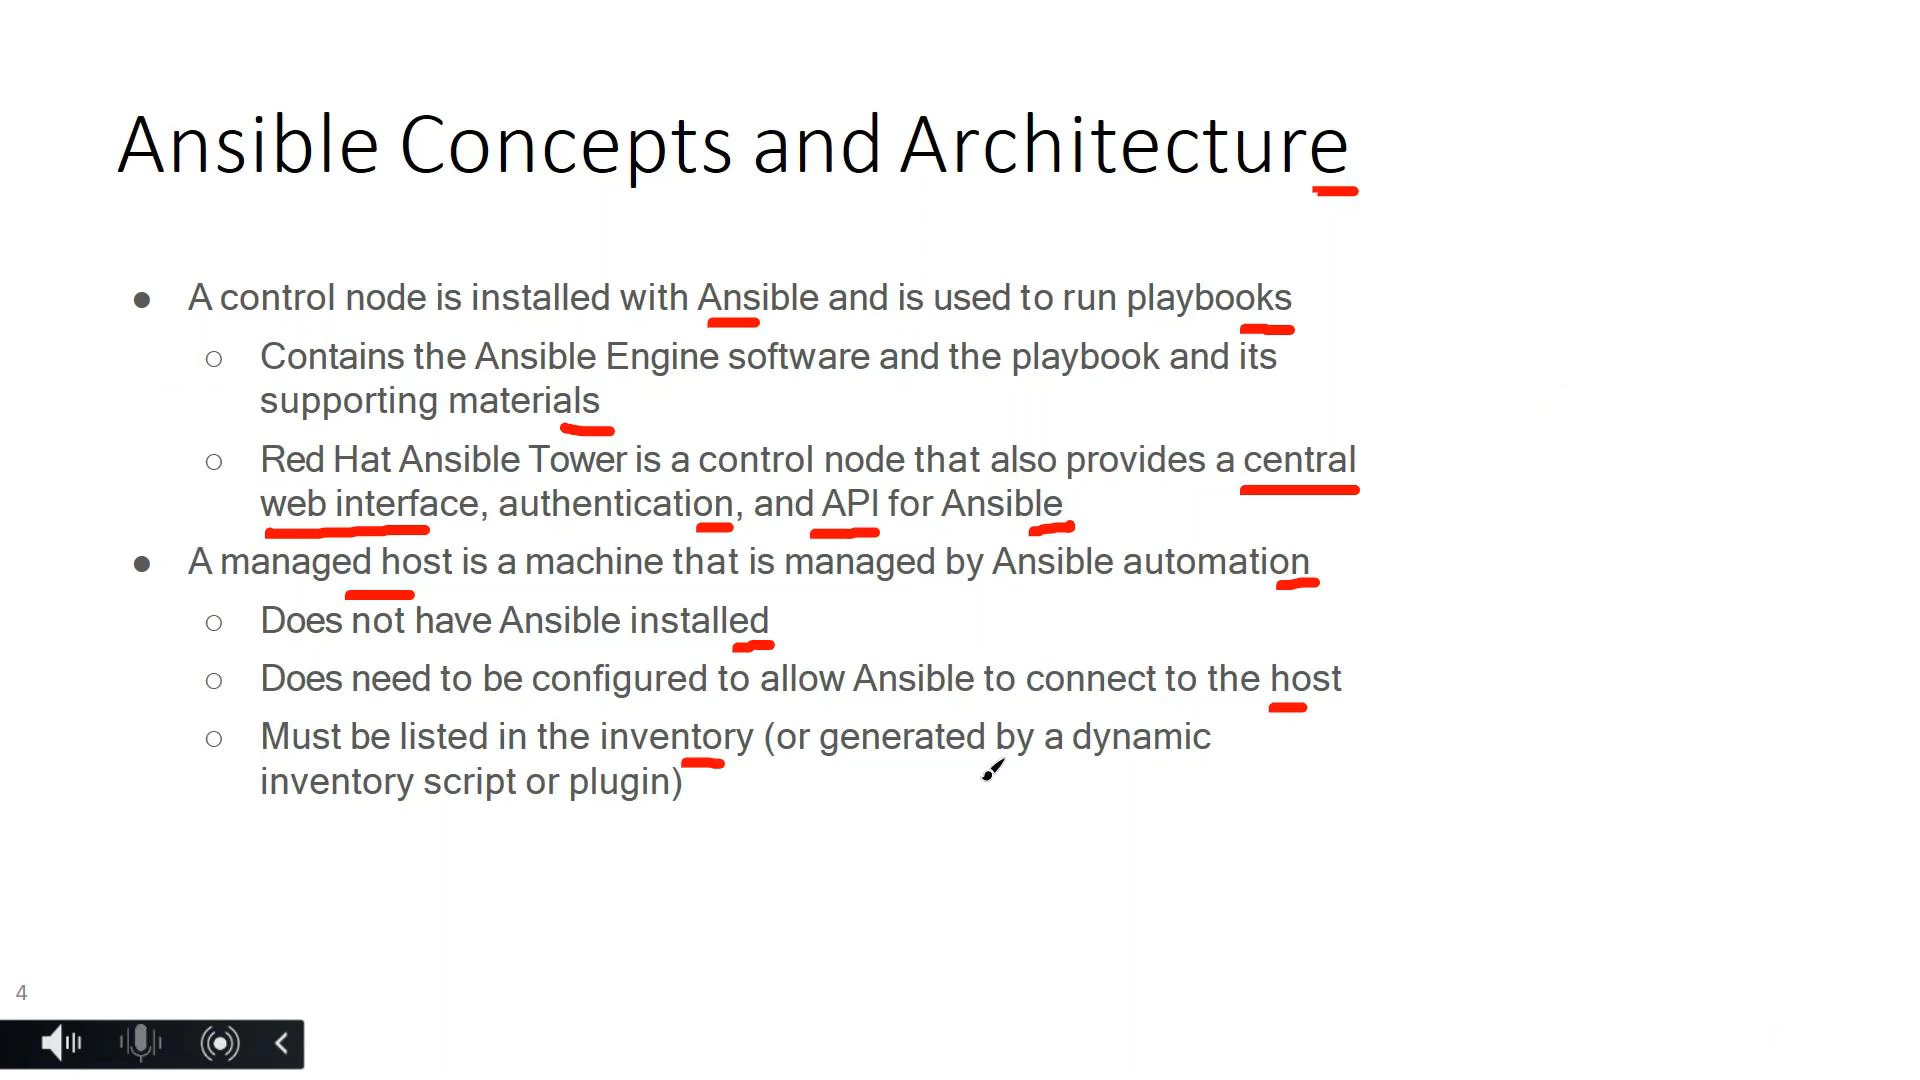 Ansible Concepts and Architecture
● A control node is installed with Ansible and is used to run playbooks
○ Contains the Ansible Engine software and the playbook and its
supporting materials
○ Red Hat Ansible Tower is a control node that also provides a central
web interface, authentication, and API for Ansible
● A managed host is a machine that is managed by Ansible automation
○ Does not have Ansible installed
○ Does need to be configured to allow Ansible to connect to the host
○ Must be listed in the inventory (or generated by a dynamic
inventory script or plugin)
4